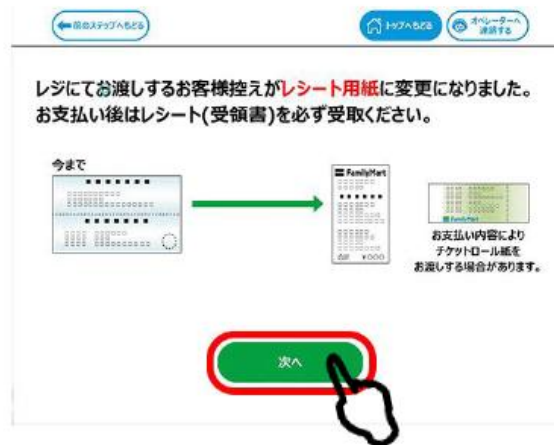 前のステップへもどる
トップへもどる
オペレーターへ
連絡する
レジにてお渡しするお客様控えがレシート用紙に変更になりました。
お支払い後はレシート(受領書)を必ず受取ください。
今まで
FamilyMart
合計 ¥〇〇〇
FamilyMart
お支払い内容により
チケットロール紙を
お渡しする場合があります。
次へ